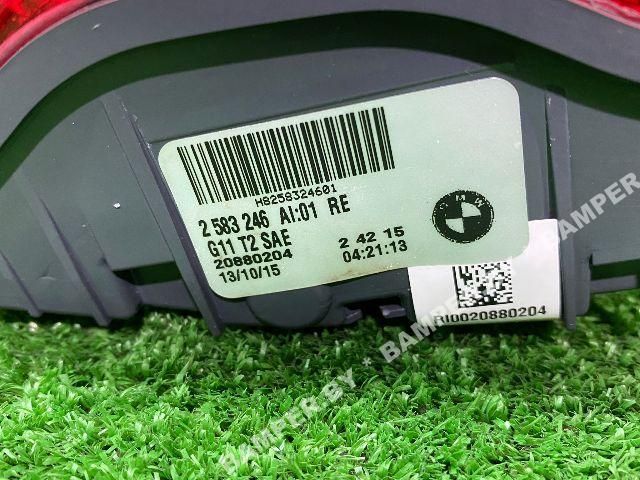 H8258324601
2 583 246 AI:01 RE
G11 T2 SAE
20880204
2 42 15
13/10/15
04:21:13
BMW
RI0020880204
BAMPER BY * BAMPER BY * BAMPER